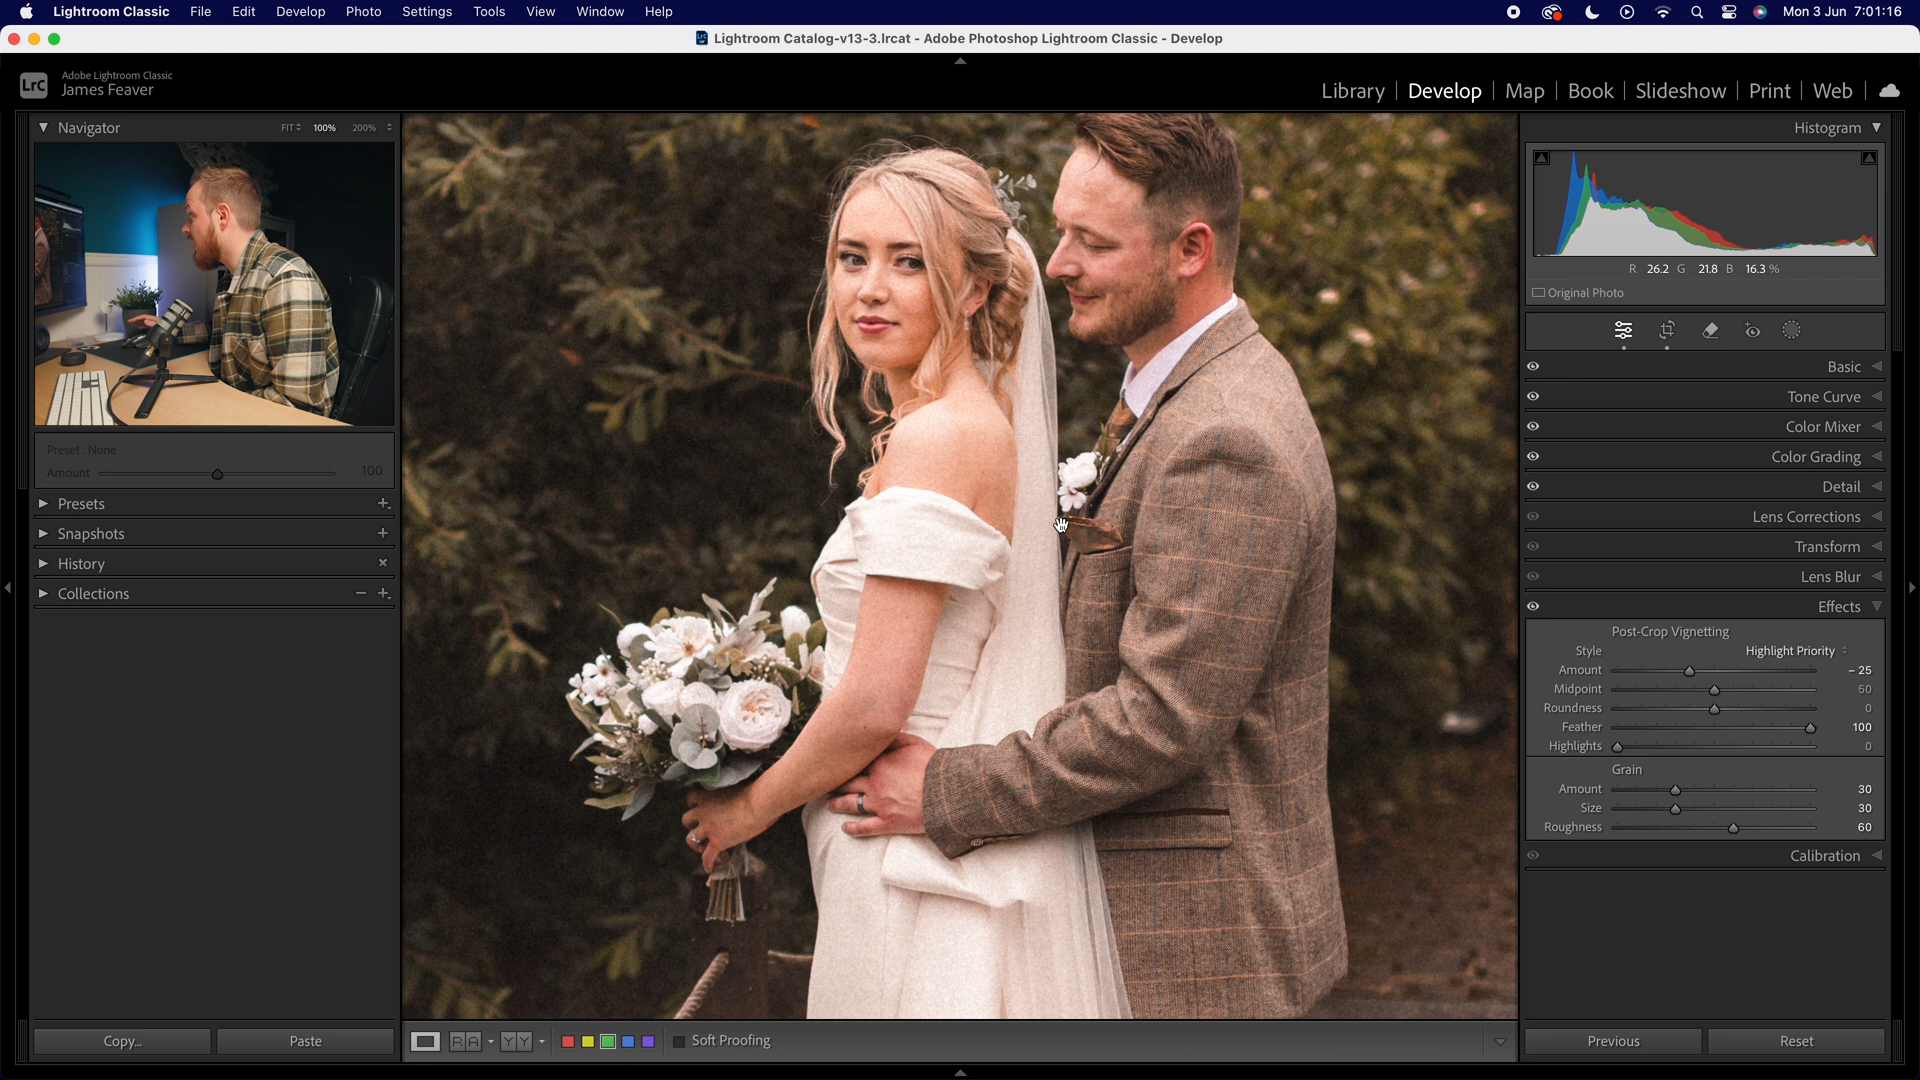 Lightroom Classic File Edit Develop Photo Settings Tools View Window Help Mon 3 Jun 7:01:16
Lightroom Catalog-v13-3.lrcat - Adobe Photoshop Lightroom Classic - Develop
LrC
Adobe Lightroom Classic
James Feaver
Library Develop Map Book Slideshow Print Web
Navigator FIT 100% 200%
Histogram
R 26.2 G 21.8 B 16.3 %
Original Photo
Basic
Tone Curve
Color Mixer
Color Grading
Detail
Lens Corrections
Transform
Lens Blur
Effects
Preset : None
Amount 100
Presets
Snapshots
History
Collections
Post-Crop Vignetting
Style Highlight Priority
Amount - 25
Midpoint 50
Roundness 0
Feather 100
Highlights 0
Grain
Amount 30
Size 30
Roughness 60
Calibration
Copy... Paste
R A Y Y Soft Proofing
Previous Reset